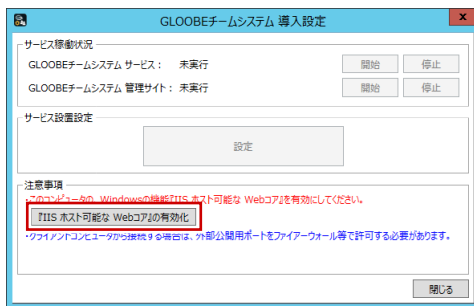 GLOOBEチームシステム 導入設定
x
サービス稼働状況
GLOOBEチームシステム サービス： 未実行
開始 停止
GLOOBEチームシステム 管理サイト： 未実行
開始 停止
サービス設置設定
設定
注意事項
・このコンピュータの、Windowsの機能『IIS ホスト可能な Webコア』を有効にしてください。
『IIS ホスト可能な Webコア』の有効化
・クライアントコンピュータから接続する場合は、外部公開用ポートをファイアーウォール等で許可する必要があります。
閉じる